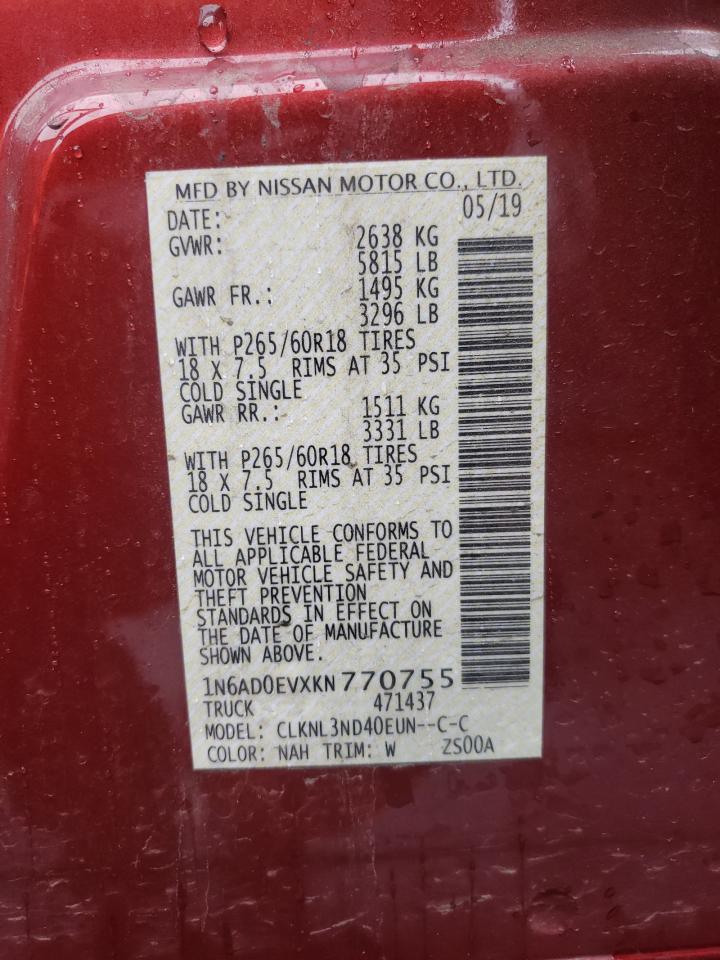 MFD BY NISSAN MOTOR CO., LTD.
DATE: 05/19
GVWR: 2638 KG
5815 LB
GAWR FR.: 1495 KG
3296 LB
WITH P265/60R18 TIRES
18 X 7.5 RIMS AT 35 PSI
COLD SINGLE
GAWR RR.: 1511 KG
3331 LB
WITH P265/60R18 TIRES
18 X 7.5 RIMS AT 35 PSI
COLD SINGLE
THIS VEHICLE CONFORMS TO
ALL APPLICABLE FEDERAL
MOTOR VEHICLE SAFETY AND
THEFT PREVENTION
STANDARDS IN EFFECT ON
THE DATE OF MANUFACTURE
SHOWN ABOVE.
1N6AD0EVXKN770755
TRUCK 471437
MODEL: CLKNL3ND40EUN--C-C
COLOR: NAH TRIM: W ZS00A